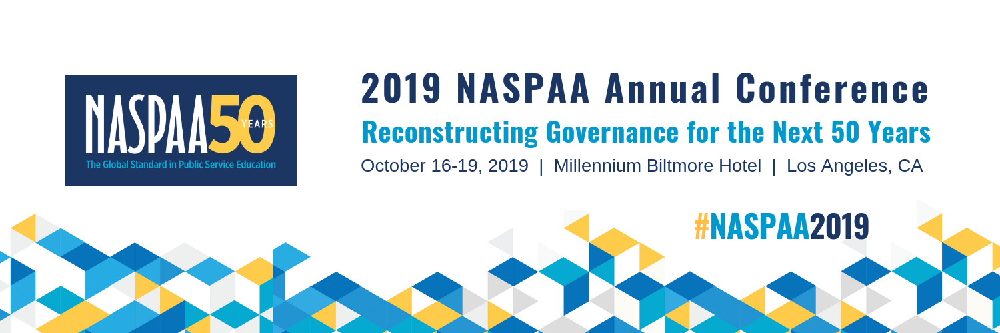 NASPAA50
YEARS
The Global Standard in Public Service Education
2019 NASPAA Annual Conference
Reconstructing Governance for the Next 50 Years
October 16-19, 2019 | Millennium Biltmore Hotel | Los Angeles, CA
#NASPAA2019